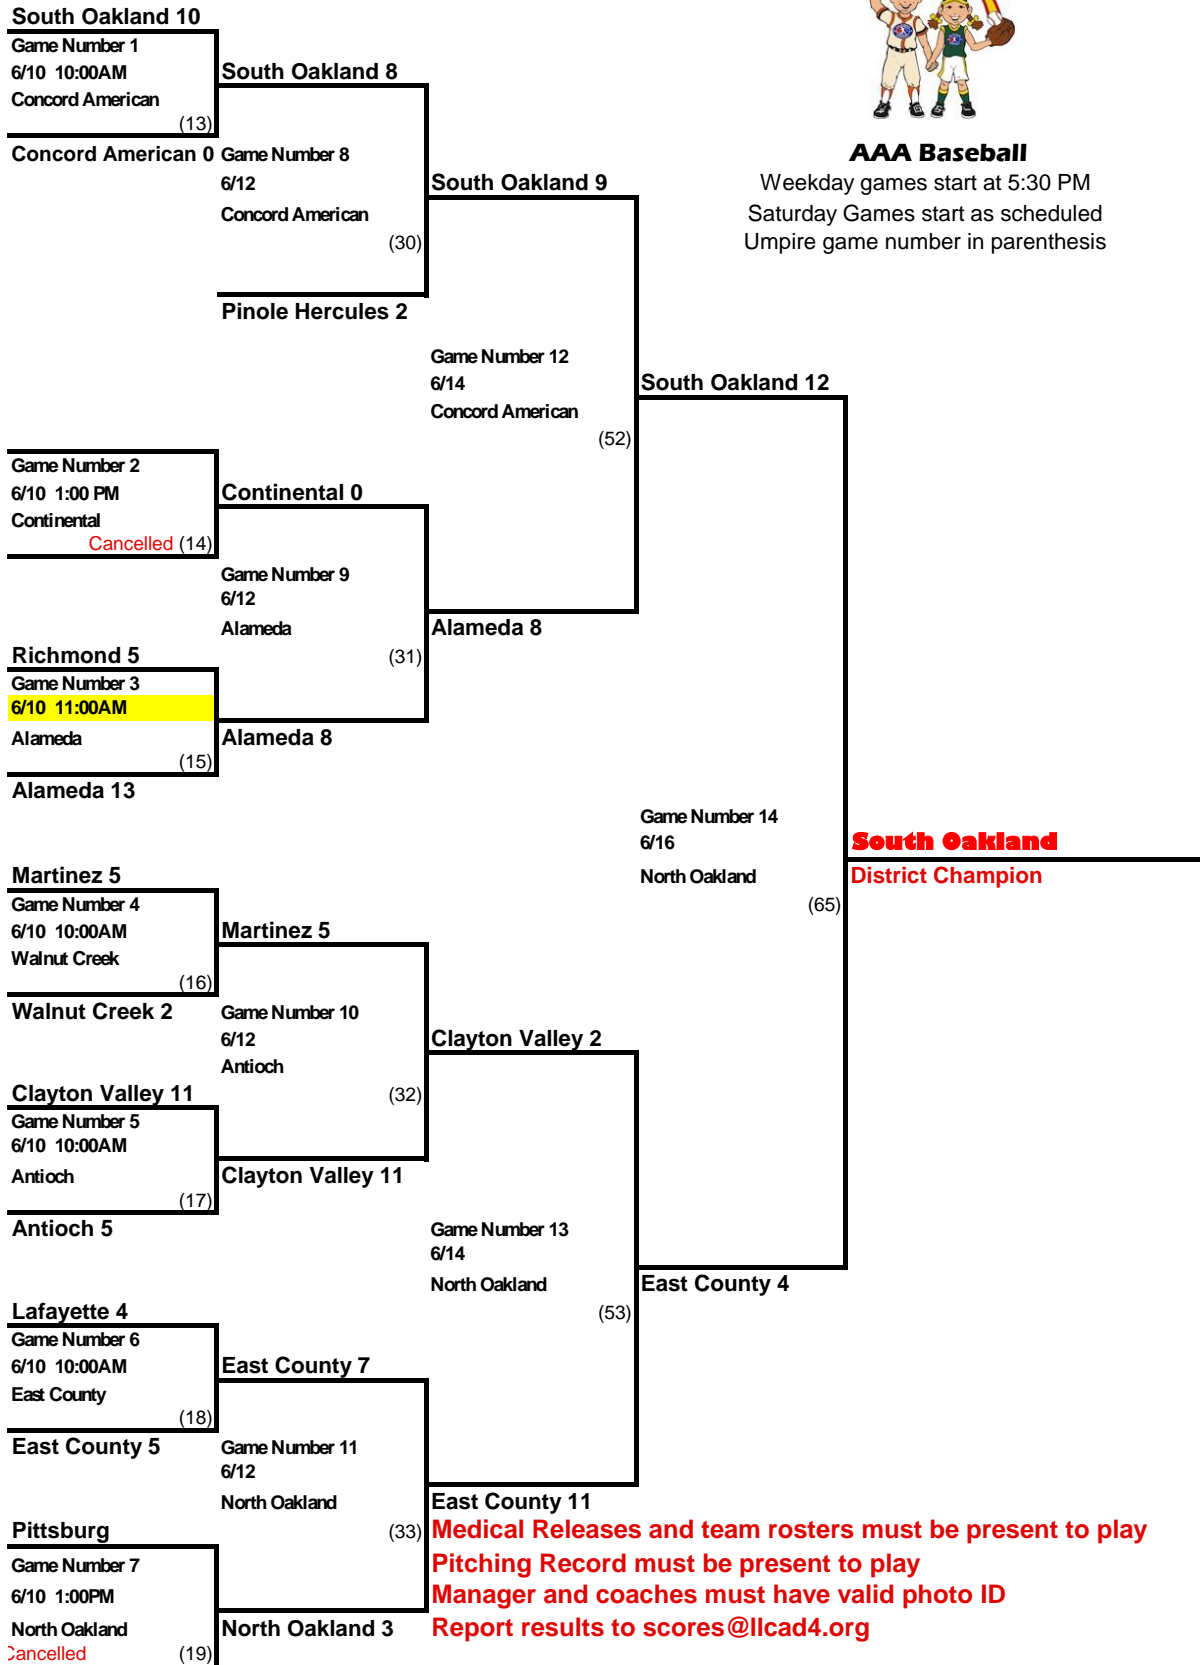 South Oakland 10
Game Number 1
6/10 10:00AM
Concord American
(13)
Concord American 0
South Oakland 8
Game Number 8
6/12
Concord American
(30)
Pinole Hercules 2
South Oakland 9
AAA Baseball
Weekday games start at 5:30 PM
Saturday Games start as scheduled
Umpire game number in parenthesis
Game Number 12
6/14
Concord American
(52)
South Oakland 12
Game Number 2
6/10 1:00 PM
Continental
Cancelled (14)
Continental 0
Game Number 9
6/12
Alameda
(31)
Alameda 8
Richmond 5
Game Number 3
6/10 11:00AM
Alameda
(15)
Alameda 13
Alameda 8
Game Number 14
6/16
North Oakland
(65)
South Oakland
District Champion
Martinez 5
Game Number 4
6/10 10:00AM
Walnut Creek
(16)
Walnut Creek 2
Martinez 5
Game Number 10
6/12
Antioch
(32)
Clayton Valley 2
Clayton Valley 11
Game Number 5
6/10 10:00AM
Antioch
(17)
Antioch 5
Clayton Valley 11
Game Number 13
6/14
North Oakland
(53)
East County 4
Lafayette 4
Game Number 6
6/10 10:00AM
East County
(18)
East County 5
East County 7
Game Number 11
6/12
North Oakland
(33)
East County 11
Pittsburg
Game Number 7
6/10 1:00PM
North Oakland
Cancelled (19)
North Oakland 3
Medical Releases and team rosters must be present to play
Pitching Record must be present to play
Manager and coaches must have valid photo ID
Report results to scores@llcad4.org